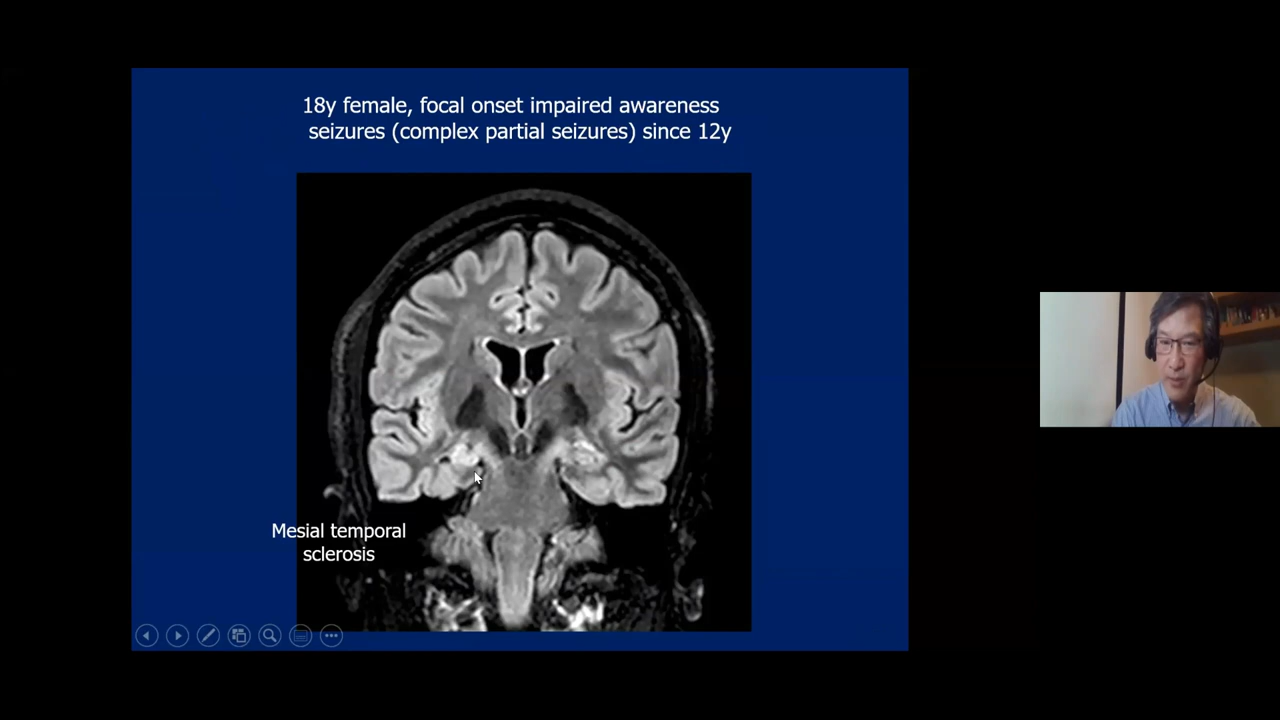 18y female, focal onset impaired awareness
seizures (complex partial seizures) since 12y
Mesial temporal
sclerosis